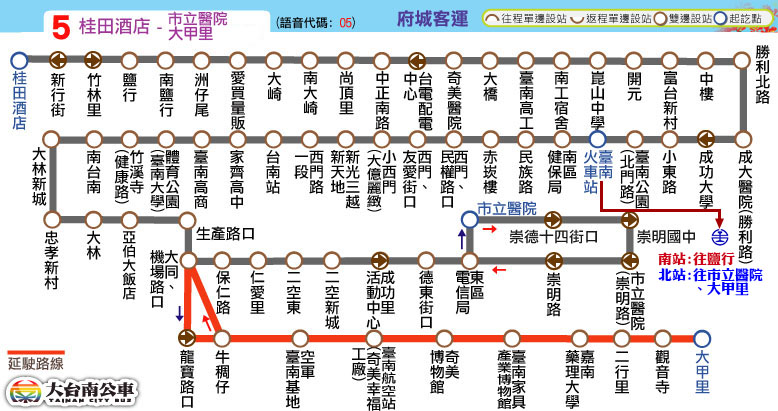 5 桂田酒店 - 市立醫院 大甲里
(語音代碼: 05)
府城客運
往程單邊設站 返程單邊設站 雙邊設站 起訖點
桂田酒店
新行街
竹林里
鹽行
南鹽行
洲仔尾
愛買量販
大崎
南大崎
尚頂里
中正南路
台電配電中心
奇美醫院
大橋
臺南高工
南工宿舍
崑山中學
開元
富台新村
中樓
勝利北路
大林新城
南台南
竹溪寺(健康路)
體育公園(臺南大學)
臺南高商
家齊高中
台南站
西門路一段
新光三越新天地
小西門(大億麗緻)
西門、友愛街口
西門、民權路口
赤崁樓
民族路
南區健保局
臺南火車站
臺南公園(北門路)
小東路
成功大學
成大醫院(勝利路)
忠孝新村
大林
亞伯大飯店
生產路口
市立醫院
崇德十四街口
崇明國中
南站:往鹽行
北站:往市立醫院、大甲里
大同、機場路口
保仁路
仁愛里
二空東
二空新城
成功里活動中心
德東街口
東區電信局
崇明路
市立醫院(崇明路)
龍寶路口
牛稠仔
空軍臺南基地
臺南航空站(奇美幸福工廠)
奇美博物館
臺南家具產業博物館
嘉南藥理大學
二行里
觀音寺
大甲里
延駛路線
大台南公車
TAINAN CITY BUS